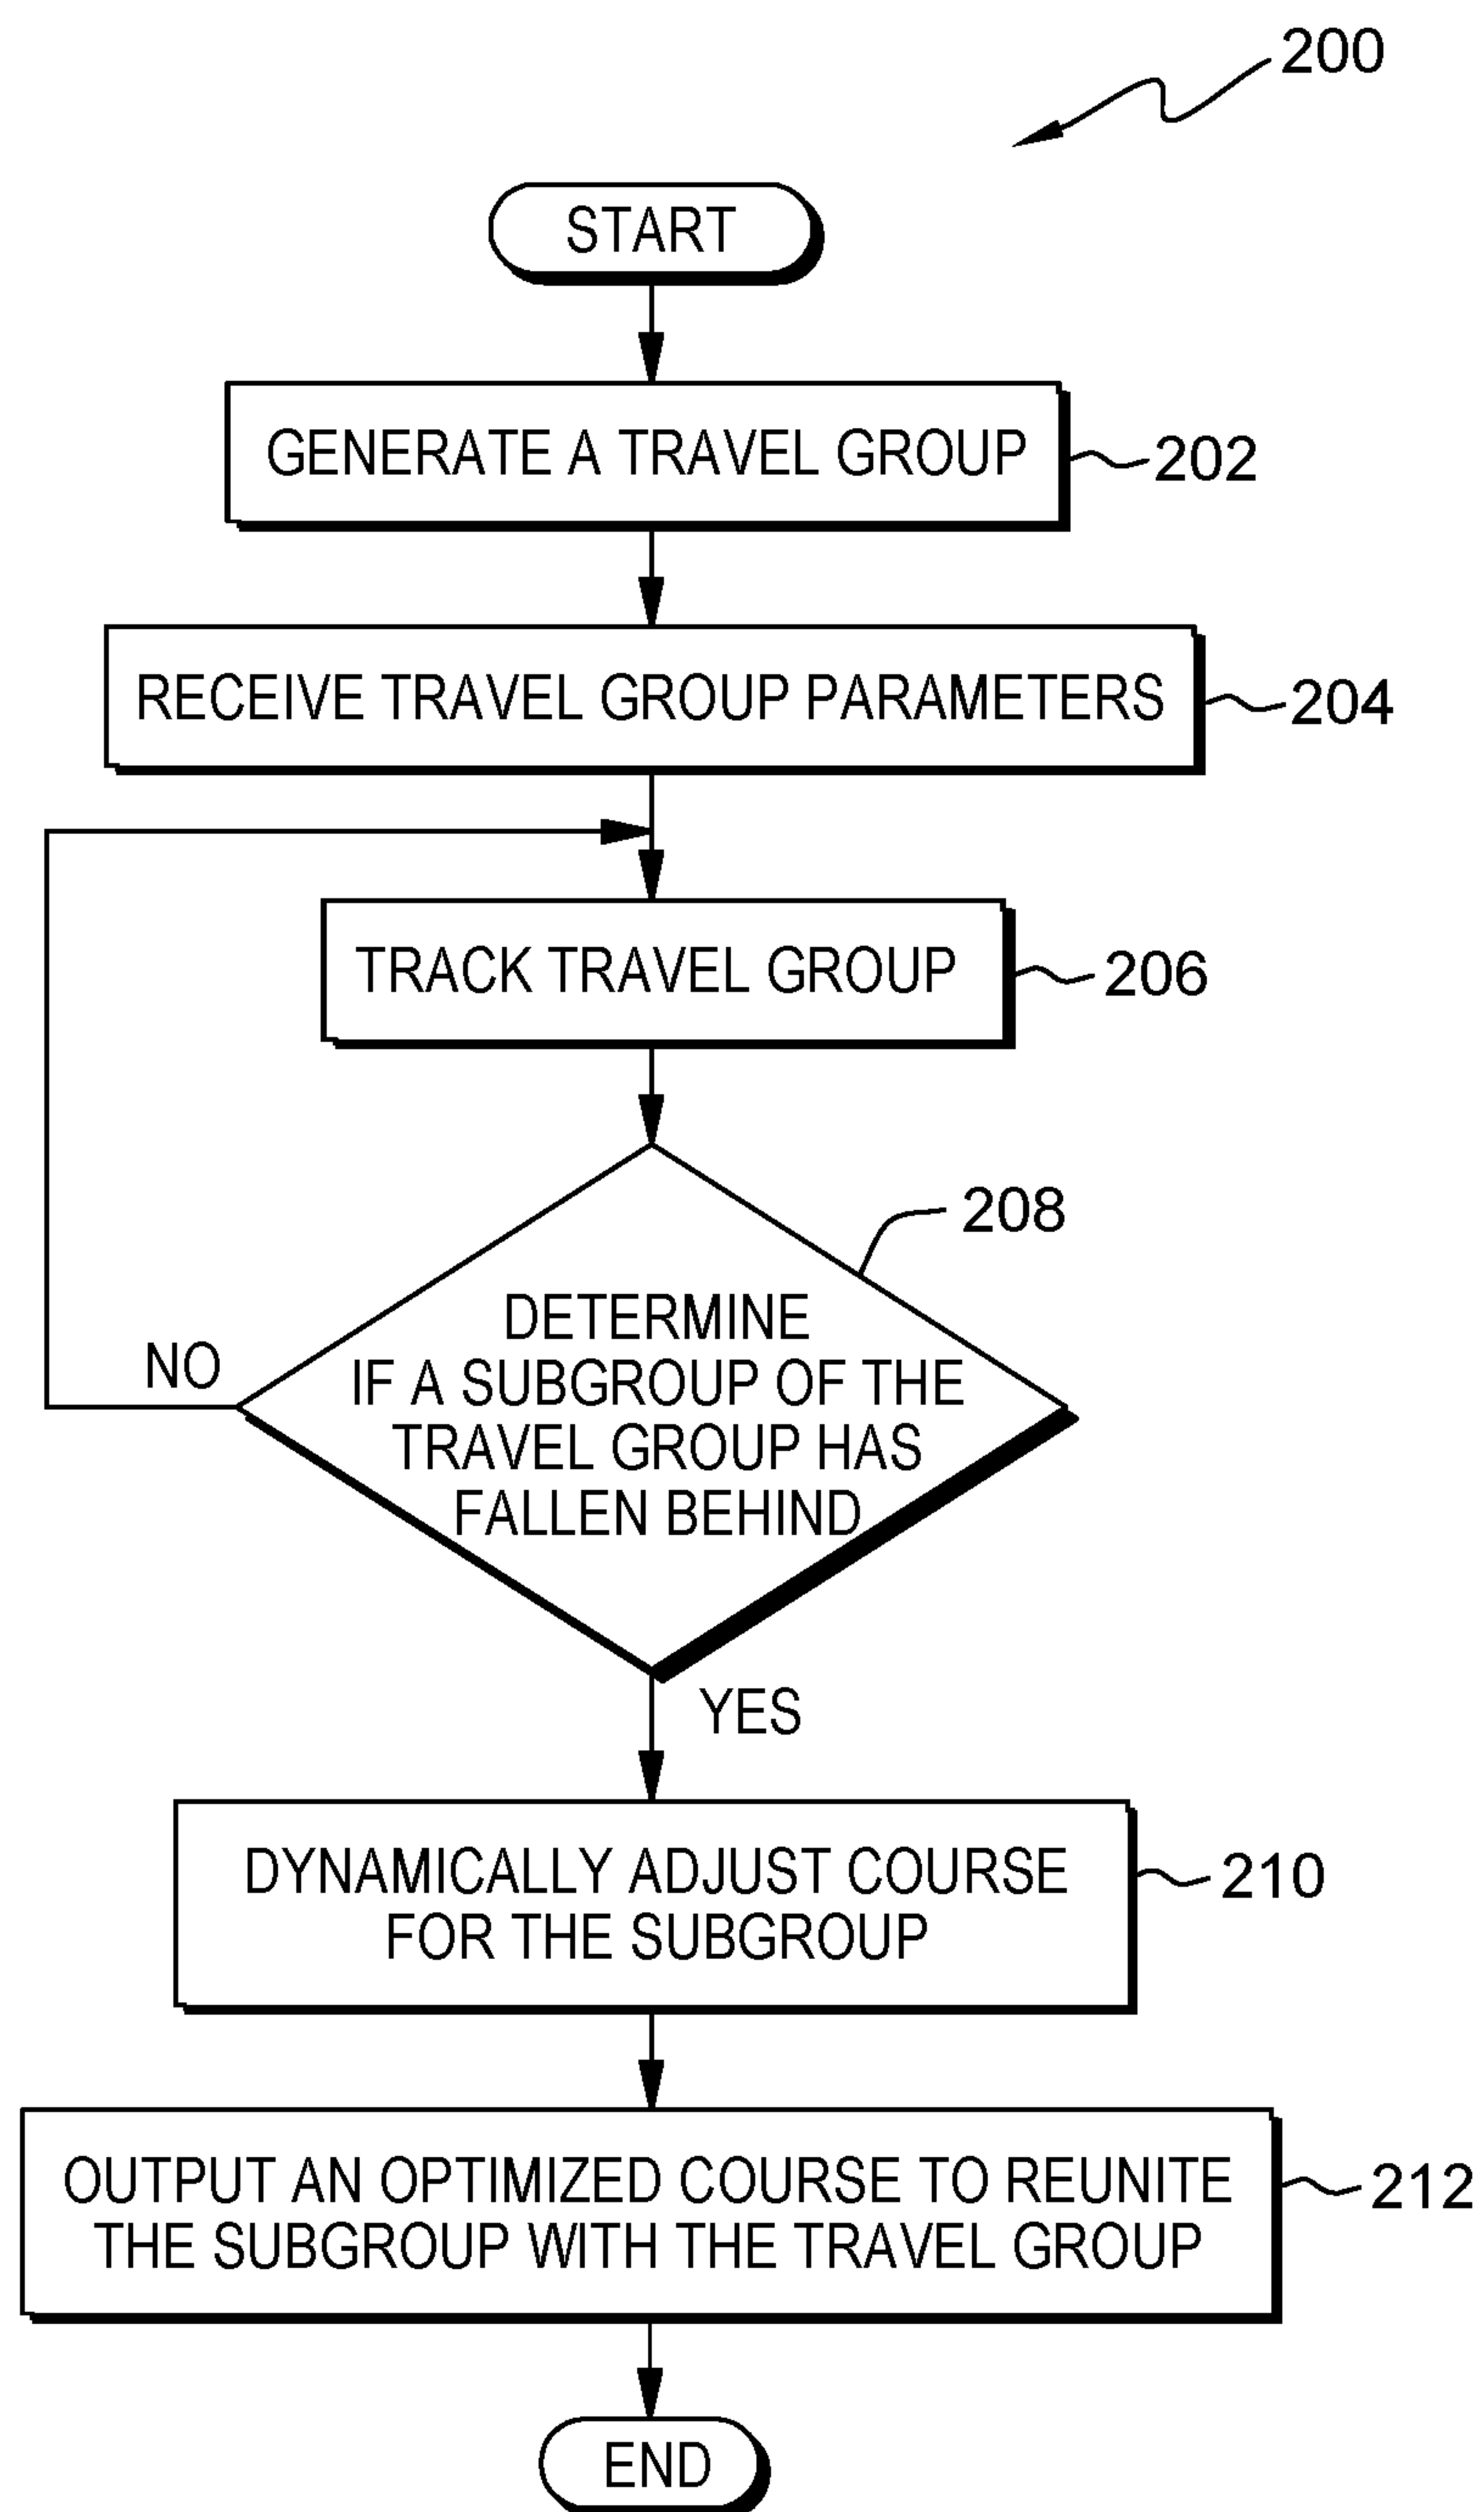 200
START
GENERATE A TRAVEL GROUP
202
RECEIVE TRAVEL GROUP PARAMETERS
204
TRACK TRAVEL GROUP
206
208
DETERMINE
IF A SUBGROUP OF THE
TRAVEL GROUP HAS
FALLEN BEHIND
NO
YES
DYNAMICALLY ADJUST COURSE
FOR THE SUBGROUP
210
OUTPUT AN OPTIMIZED COURSE TO REUNITE
THE SUBGROUP WITH THE TRAVEL GROUP
212
END